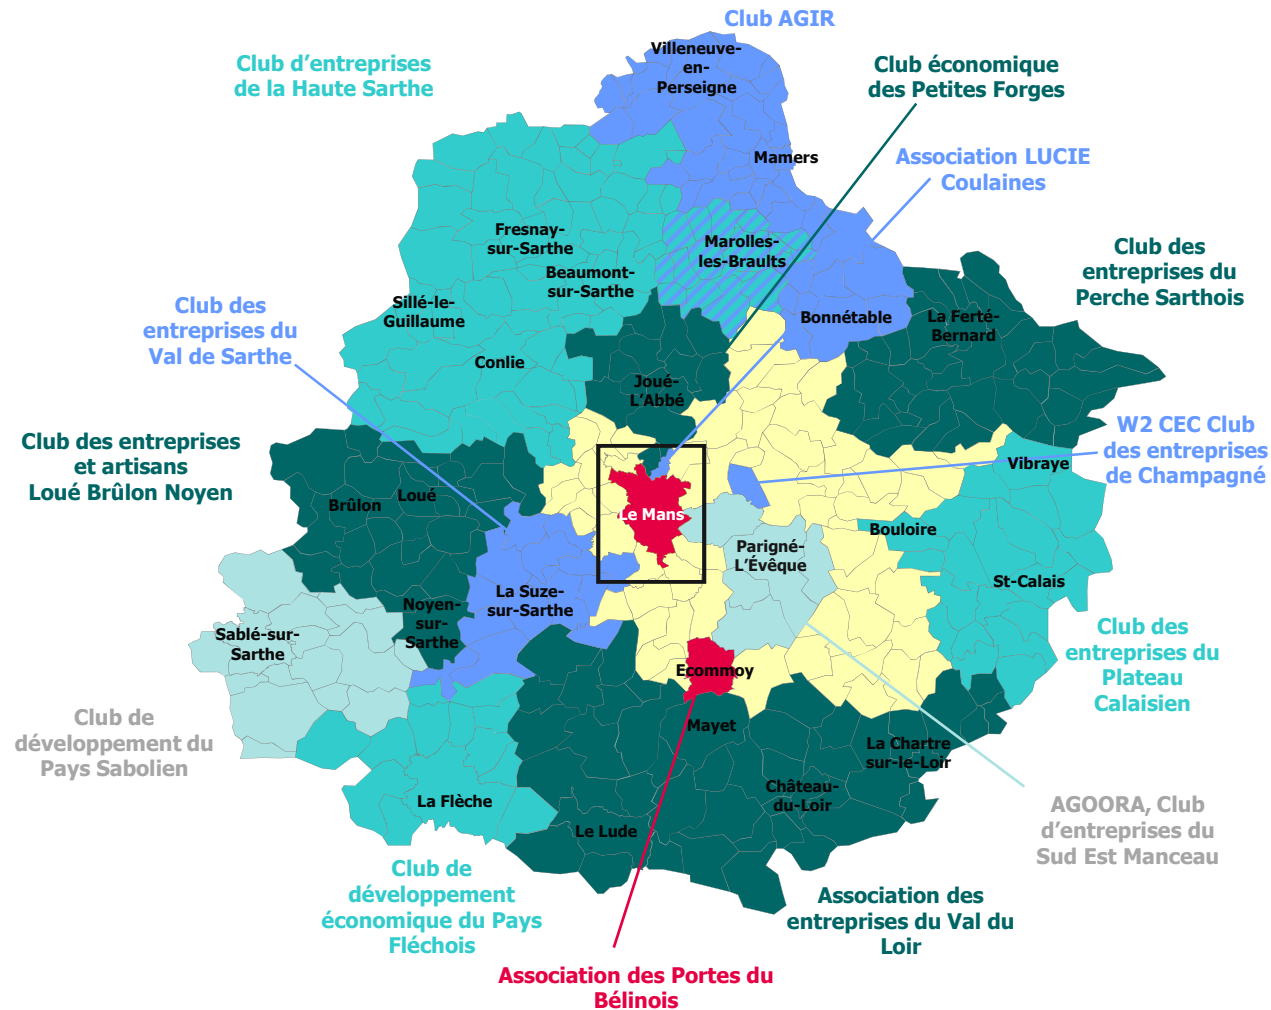 Club AGIR
Villeneuve-
en-
Perseigne
Club d’entreprises
de la Haute Sarthe
Club économique
des Petites Forges
Mamers
Association LUCIE
Coulaines
Fresnay-
sur-Sarthe
Marolles-
les-Braults
Beaumont-
sur-Sarthe
Club des
entreprises du
Perche Sarthois
Sillé-le-
Guillaume
Club des
entreprises du
Val de Sarthe
Bonnétable
La Ferté-
Bernard
Conlie
Joué-
L’Abbé
Club des entreprises
et artisans
Loué Brûlon Noyen
W2 CEC Club
des entreprises
de Champagné
Vibraye
Brûlon
Loué
Le Mans
Bouloire
Parigné-
L’Évêque
St-Calais
La Suze-
sur-Sarthe
Noyen-
sur-
Sarthe
Sablé-sur-
Sarthe
Club des
entreprises du
Plateau
Calaisien
Ecommoy
Club de
développement du
Pays Sabolien
Mayet
La Chartre
sur-le-Loir
Château-
du-Loir
La Flèche
AGOORA, Club
d’entreprises du
Sud Est Manceau
Le Lude
Club de
développement
économique du Pays
Fléchois
Association des
entreprises du Val du
Loir
Association des Portes du
Bélinois